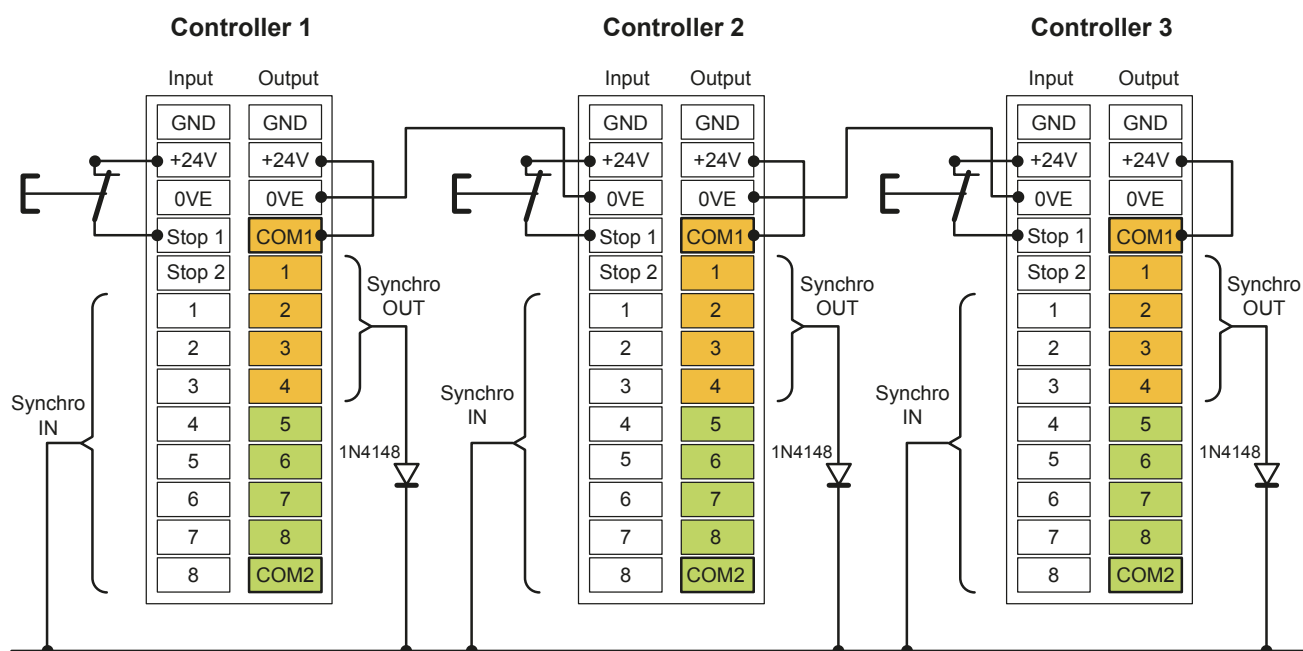 Controller 1
Controller 2
Controller 3
Input Output
Input Output
Input Output
GND GND
GND GND
GND GND
+24V +24V
+24V +24V
+24V +24V
0VE 0VE
0VE 0VE
0VE 0VE
Stop 1 COM1
Stop 1 COM1
Stop 1 COM1
Stop 2 1
Stop 2 1
Stop 2 1
Synchro
OUT
Synchro
OUT
Synchro
OUT
1 2
1 2
1 2
2 3
2 3
2 3
3 4
3 4
3 4
Synchro
IN
Synchro
IN
Synchro
IN
4 5
4 5
4 5
5 6
5 6
5 6
1N4148
1N4148
1N4148
6 7
6 7
6 7
7 8
7 8
7 8
8 COM2
8 COM2
8 COM2